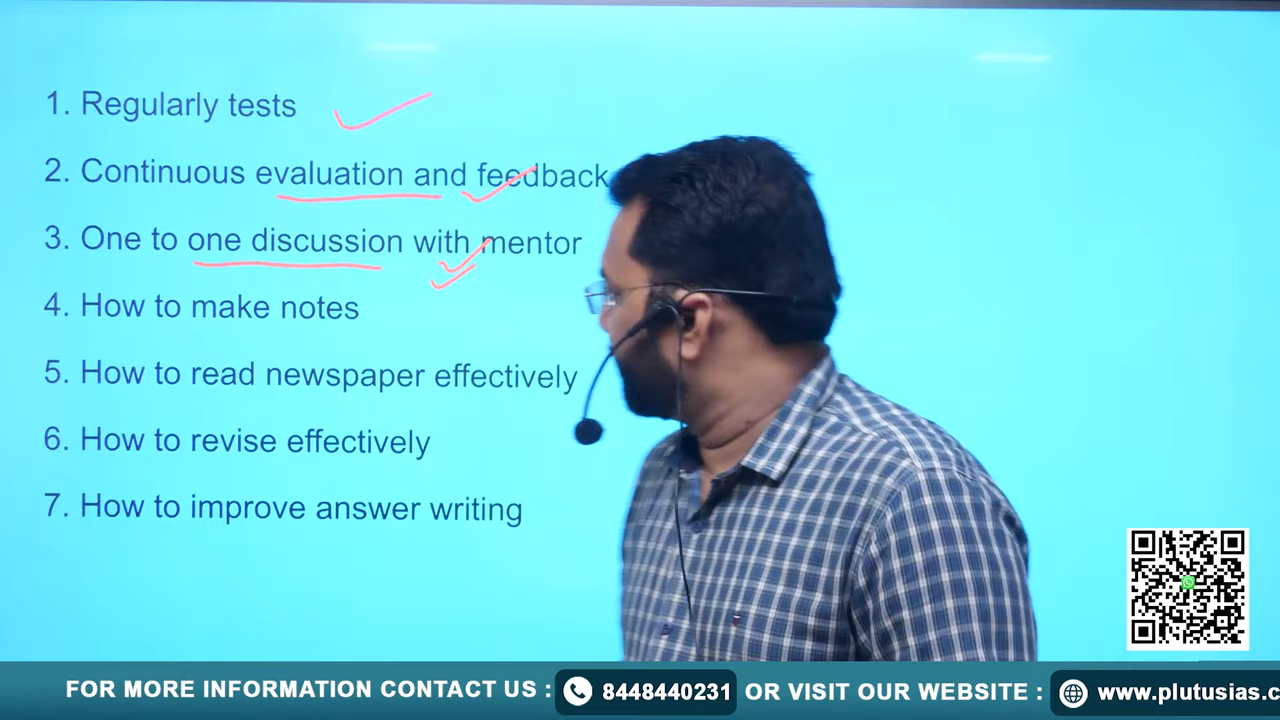 1. Regularly tests
2. Continuous evaluation and feedback
3. One to one discussion with mentor
4. How to make notes
5. How to read newspaper effectively
6. How to revise effectively
7. How to improve answer writing
FOR MORE INFORMATION CONTACT US : 8448440231 OR VISIT OUR WEBSITE : www.plutusias.c